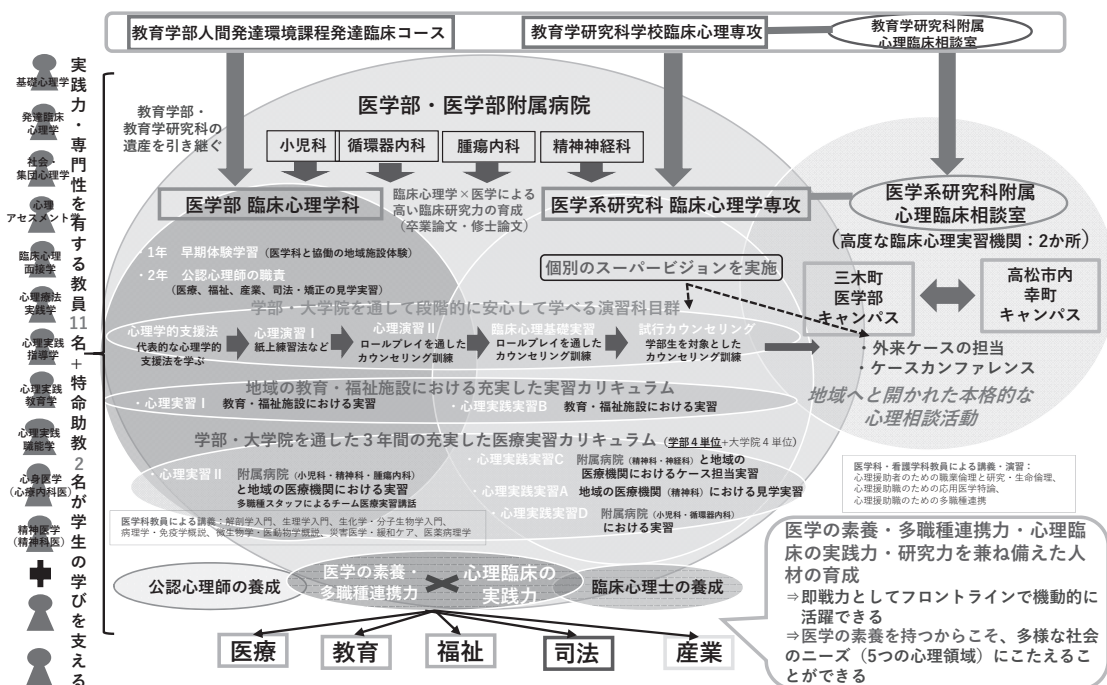 教育学部人間発達環境課程発達臨床コース
教育学研究科学校臨床心理専攻
教育学研究科附属
心理臨床相談室
実践力・専門性を有する教員11名+特命助教2名が学生の学びを支える
基礎心理学
発達臨床
心理学
社会・
集団心理学
心理
アセスメント学
臨床心理
面接学
心理療法
実践学
心理実践
指導学
心理実践
教育学
心理実践
職能学
心身医学
(心療内科医)
精神医学
(精神科医)
教育学部・
教育学研究科の
遺産を引き継ぐ
医学部・医学部附属病院
小児科
循環器内科
腫瘍内科
精神神経科
医学部 臨床心理学科
臨床心理学×医学による
高い臨床研究力の育成
(卒業論文・修士論文)
医学系研究科 臨床心理学専攻
医学系研究科附属
心理臨床相談室
(高度な臨床心理実習機関：2か所)
三木町
医学部
キャンパス
高松市内
幸町
キャンパス
・1年 早期体験学習(医学科と協働の地域施設体験)
・2年 公認心理師の職責
(医療、福祉、産業、司法・矯正の見学実習)
個別のスーパービジョンを実施
学部・大学院を通して段階的に安心して学べる演習科目群
心理学的支援法
代表的な心理学的
支援法を学ぶ
心理演習Ⅰ
紙上練習法など
心理演習Ⅱ
ロールプレイを通した
カウンセリング訓練
臨床心理基礎実習
ロールプレイを通した
カウンセリング訓練
試行カウンセリング
学部生を対象とした
カウンセリング訓練
・外来ケースの担当
・ケースカンファレンス
地域へと開かれた本格的な
心理相談活動
地域の教育・福祉施設における充実した実習カリキュラム
・心理実習Ⅰ 教育・福祉施設における実習
・心理実践実習B 教育・福祉施設における実習
学部・大学院を通した3年間の充実した医療実習カリキュラム(学部4単位+大学院4単位)
・心理実習Ⅱ 附属病院(小児科・精神科・腫瘍内科)
と地域の医療機関における実習
多職種スタッフによるチーム医療実習講話
・心理実践実習C 附属病院(精神科・神経科)と地域の
医療機関におけるケース担当実習
・心理実践実習A 地域の医療機関(精神科)における見学実習
・心理実践実習D 附属病院(小児科・循環器内科)
における実習
医学科教員による講義：解剖学入門、生理学入門、生化学・分子生物学入門、
病理学・免疫学概説、微生物学・医動物学概説、災害医学・緩和ケア、医薬病理学
医学科・看護学科教員による講義・演習：
心理援助者のための職業倫理と研究・生命倫理、
心理援助職のための応用医学特論、
心理援助職のための多職種連携
公認心理師の養成
医学の素養・
多職種連携力
心理臨床の
実践力
臨床心理士の養成
医療
教育
福祉
司法
産業
医学の素養・多職種連携力・心理臨
床の実践力・研究力を兼ね備えた人
材の育成
⇒即戦力としてフロントラインで機動的に
活躍できる
⇒医学の素養を持つからこそ、多様な社会
のニーズ（5つの心理領域）にこたえるこ
とができる